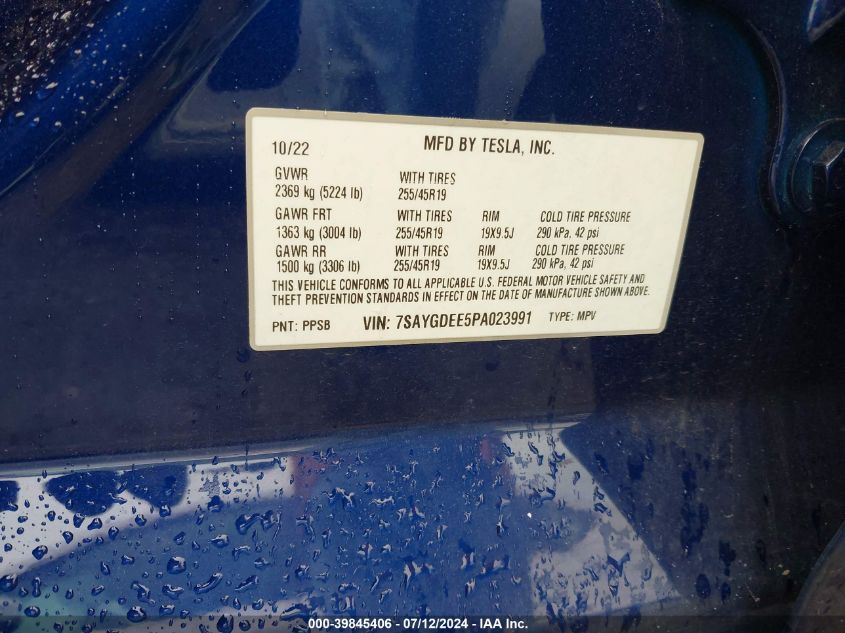 10/22 MFD BY TESLA, INC.
GVWR WITH TIRES
2369 kg (5224 lb) 255/45R19
GAWR FRT WITH TIRES RIM COLD TIRE PRESSURE
1363 kg (3004 lb) 255/45R19 19X9.5J 290 kPa, 42 psi
GAWR RR WITH TIRES RIM COLD TIRE PRESSURE
1500 kg (3306 lb) 255/45R19 19X9.5J 290 kPa, 42 psi
THIS VEHICLE CONFORMS TO ALL APPLICABLE U.S. FEDERAL MOTOR VEHICLE SAFETY AND
THEFT PREVENTION STANDARDS IN EFFECT ON THE DATE OF MANUFACTURE SHOWN ABOVE.
PNT: PPSB VIN: 7SAYGDEE5PA023991 TYPE: MPV
000-39845406 - 07/12/2024 - IAA Inc.